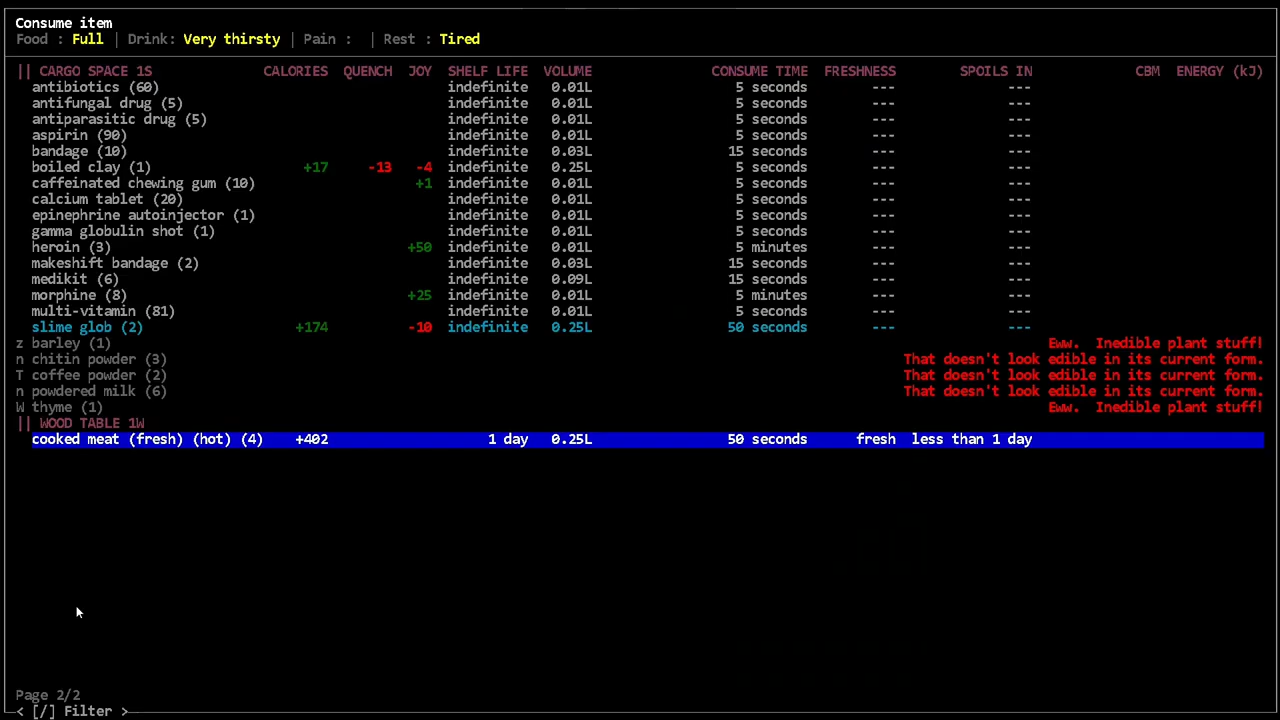 Consume item
Food : Full | Drink: Very thirsty | Pain : | Rest : Tired
|| CARGO SPACE 1S CALORIES QUENCH JOY SHELF LIFE VOLUME CONSUME TIME FRESHNESS SPOILS IN CBM ENERGY (kJ)
antibiotics (60) indefinite 0.01L 5 seconds --- ---
antifungal drug (5) indefinite 0.01L 5 seconds --- ---
antiparasitic drug (5) indefinite 0.01L 5 seconds --- ---
aspirin (90) indefinite 0.01L 5 seconds --- ---
bandage (10) indefinite 0.03L 15 seconds --- ---
boiled clay (1) +17 -13 -4 indefinite 0.25L 5 seconds --- ---
caffeinated chewing gum (10) +1 indefinite 0.01L 5 seconds --- ---
calcium tablet (20) indefinite 0.01L 5 seconds --- ---
epinephrine autoinjector (1) indefinite 0.01L 5 seconds --- ---
gamma globulin shot (1) indefinite 0.01L 5 seconds --- ---
heroin (3) +50 indefinite 0.01L 5 minutes --- ---
makeshift bandage (2) indefinite 0.03L 15 seconds --- ---
medikit (6) indefinite 0.09L 15 seconds --- ---
morphine (8) +25 indefinite 0.01L 5 minutes --- ---
multi-vitamin (81) indefinite 0.01L 5 seconds --- ---
slime glob (2) +174 -10 indefinite 0.25L 50 seconds --- ---
z barley (1) Eww. Inedible plant stuff!
n chitin powder (3) That doesn't look edible in its current form.
T coffee powder (2) That doesn't look edible in its current form.
n powdered milk (6) That doesn't look edible in its current form.
W thyme (1) Eww. Inedible plant stuff!
|| WOOD TABLE 1W
cooked meat (fresh) (hot) (4) +402 1 day 0.25L 50 seconds fresh less than 1 day
Page 2/2
< [/] Filter >